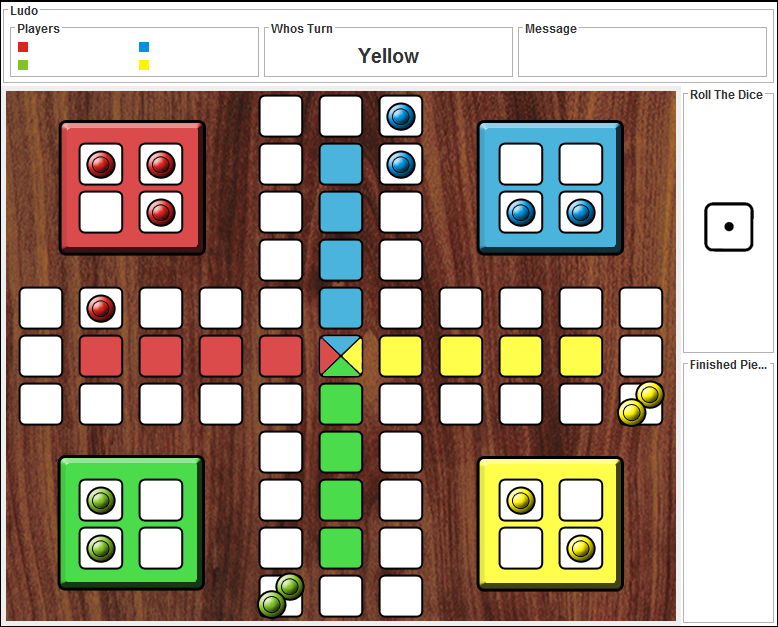 Ludo
Players
Whos Turn
Message
Yellow
Roll The Dice
Finished Pie...